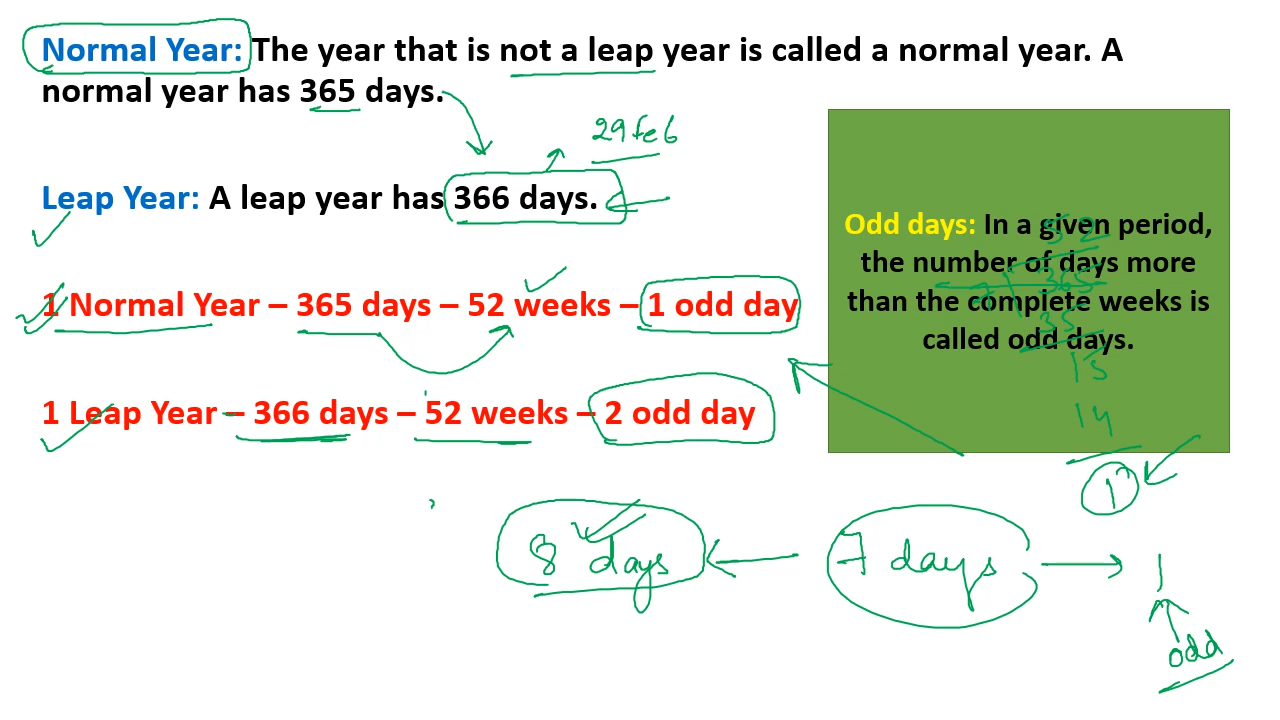 Normal Year: The year that is not a leap year is called a normal year. A
normal year has 365 days.
29 Feb
Leap Year: A leap year has 366 days.
1 Normal Year – 365 days – 52 weeks – 1 odd day
1 Leap Year – 366 days – 52 weeks – 2 odd day
Odd days: In a given period,
the number of days more
than the complete weeks is
called odd days.
52
7 365
35
15
14
1
8 days
7 days
1
odd